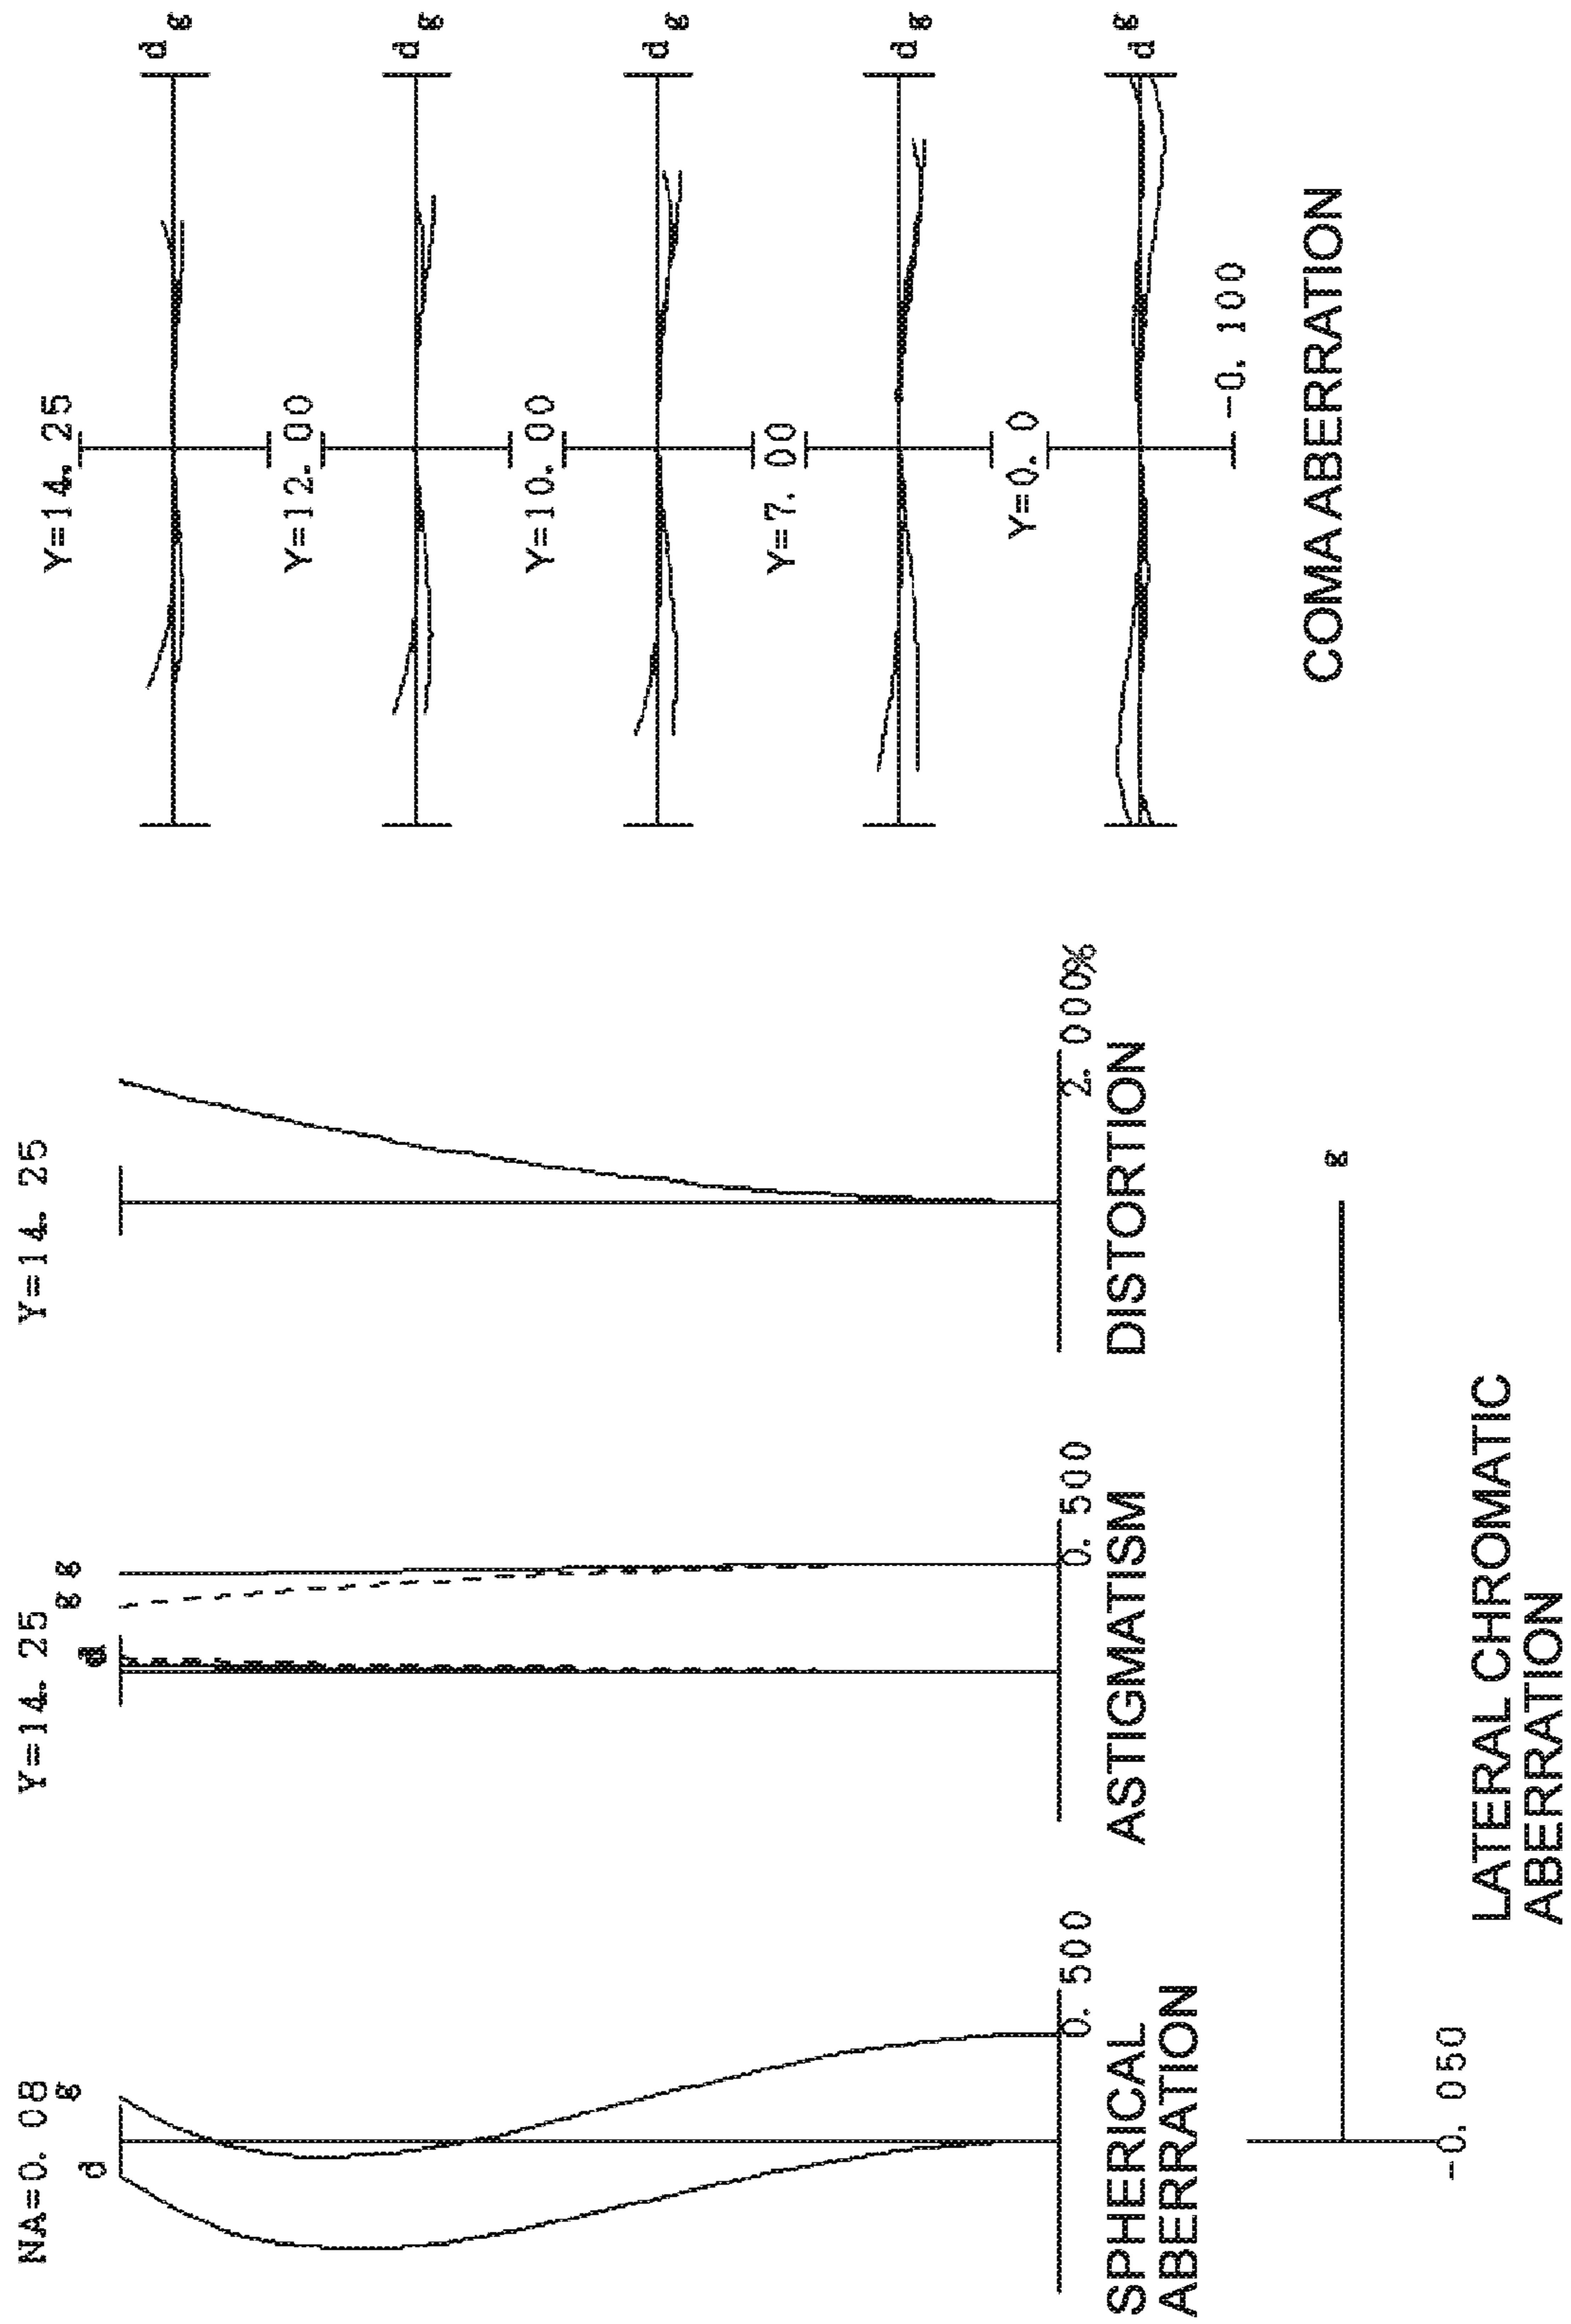 NA=0.08
d
g
0.500
SPHERICAL
ABERRATION
Y=14.25
d
g g
0.500
ASTIGMATISM
Y=14.25
2.000%
DISTORTION
g
-0.050
LATERAL CHROMATIC
ABERRATION
Y=14.25
d
g
Y=12.00
d
g
Y=10.00
d
g
Y=7.00
d
g
Y=0.0
d
g
-0.100
COMA ABERRATION